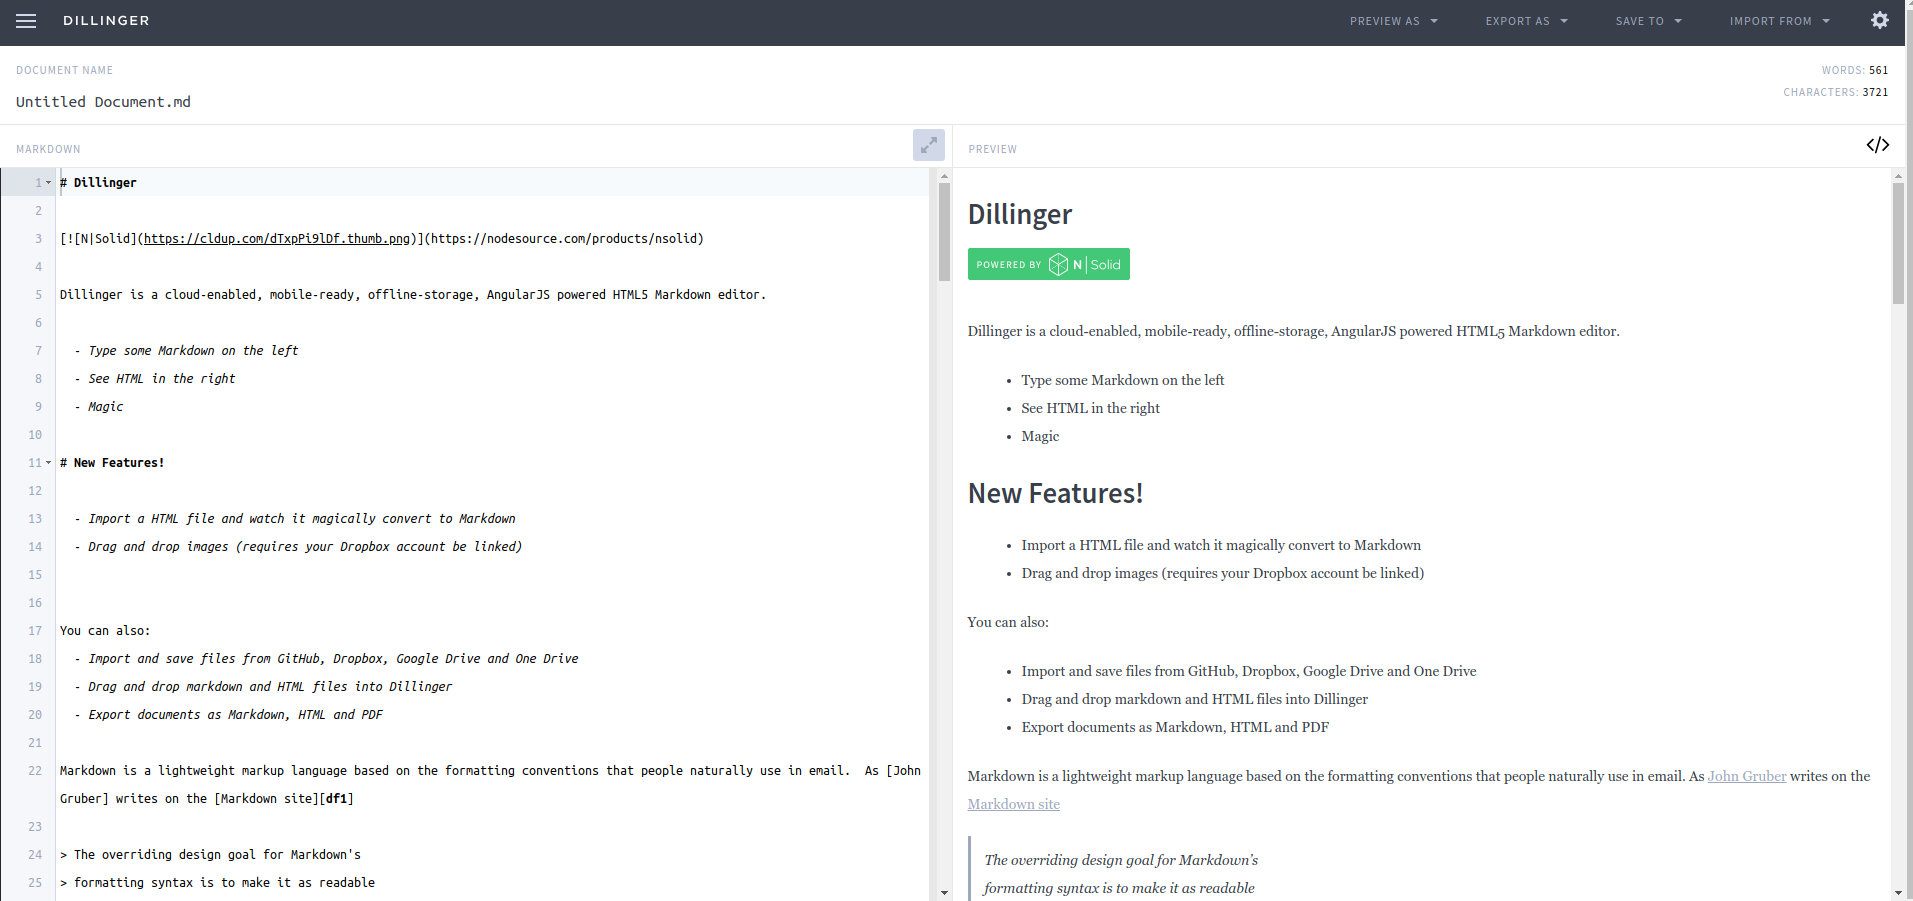 DILLINGER
PREVIEW AS
EXPORT AS
SAVE TO
IMPORT FROM
DOCUMENT NAME
WORDS: 561
Untitled Document.md
CHARACTERS: 3721
MARKDOWN
1 # Dillinger
2
3 [![N|Solid](https://cldup.com/dTxpPi9lDf.thumb.png)](https://nodesource.com/products/nsolid)
4
5 Dillinger is a cloud-enabled, mobile-ready, offline-storage, AngularJS powered HTML5 Markdown editor.
6
7 - Type some Markdown on the left
8 - See HTML in the right
9 - Magic
10
11 # New Features!
12
13 - Import a HTML file and watch it magically convert to Markdown
14 - Drag and drop images (requires your Dropbox account be linked)
15
16
17 You can also:
18 - Import and save files from GitHub, Dropbox, Google Drive and One Drive
19 - Drag and drop markdown and HTML files into Dillinger
20 - Export documents as Markdown, HTML and PDF
21
22 Markdown is a lightweight markup language based on the formatting conventions that people naturally use in email.  As [John
Gruber] writes on the [Markdown site][df1]
23
24 > The overriding design goal for Markdown's
25 > formatting syntax is to make it as readable
PREVIEW
</>
Dillinger
POWERED BY N|Solid
Dillinger is a cloud-enabled, mobile-ready, offline-storage, AngularJS powered HTML5 Markdown editor.
• Type some Markdown on the left
• See HTML in the right
• Magic
New Features!
• Import a HTML file and watch it magically convert to Markdown
• Drag and drop images (requires your Dropbox account be linked)
You can also:
• Import and save files from GitHub, Dropbox, Google Drive and One Drive
• Drag and drop markdown and HTML files into Dillinger
• Export documents as Markdown, HTML and PDF
Markdown is a lightweight markup language based on the formatting conventions that people naturally use in email. As John Gruber writes on the
Markdown site
The overriding design goal for Markdown’s
formatting syntax is to make it as readable